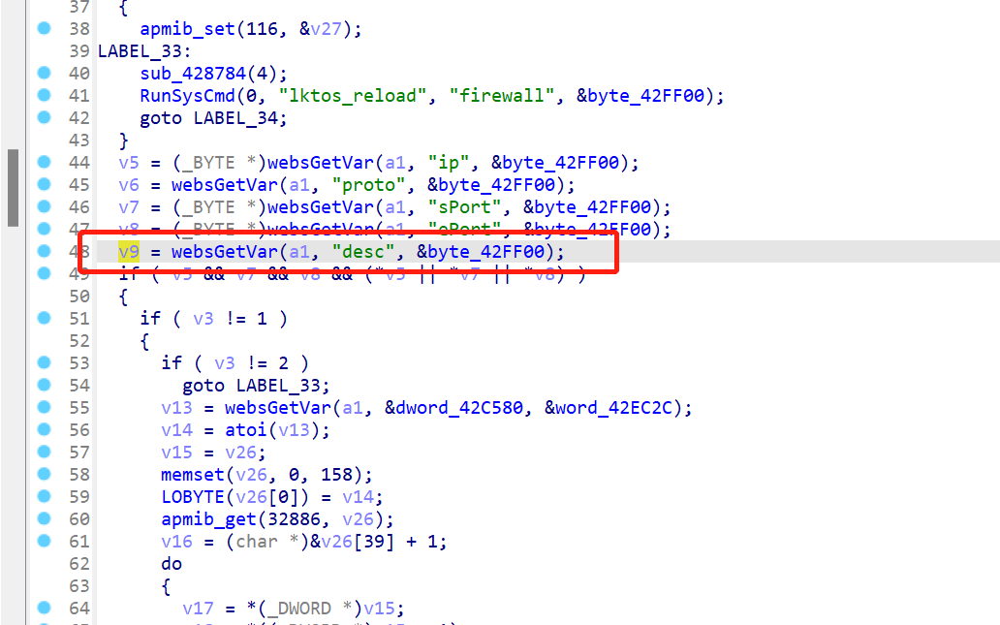 37 {
38 apmib_set(116, &v27);
39 LABEL_33:
40 sub_428784(4);
41 RunSysCmd(0, "lktos_reload", "firewall", &byte_42FF00);
42 goto LABEL_34;
43 }
44 v5 = (_BYTE *)websGetVar(a1, "ip", &byte_42FF00);
45 v6 = websGetVar(a1, "proto", &byte_42FF00);
46 v7 = (_BYTE *)websGetVar(a1, "sPort", &byte_42FF00);
47 v8 = (_BYTE *)websGetVar(a1, "ePort", &byte_42FF00);
48 v9 = websGetVar(a1, "desc", &byte_42FF00);
49 if ( v5 && v7 && v8 && (*v5 || *v7 || *v8) )
50 {
51 if ( v3 != 1 )
52 {
53 if ( v3 != 2 )
54 goto LABEL_33;
55 v13 = websGetVar(a1, &dword_42C580, &word_42EC2C);
56 v14 = atoi(v13);
57 v15 = v26;
58 memset(v26, 0, 158);
59 LOBYTE(v26[0]) = v14;
60 apmib_get(32886, v26);
61 v16 = (char *)&v26[39] + 1;
62 do
63 {
64 v17 = *(_DWORD *)v15;